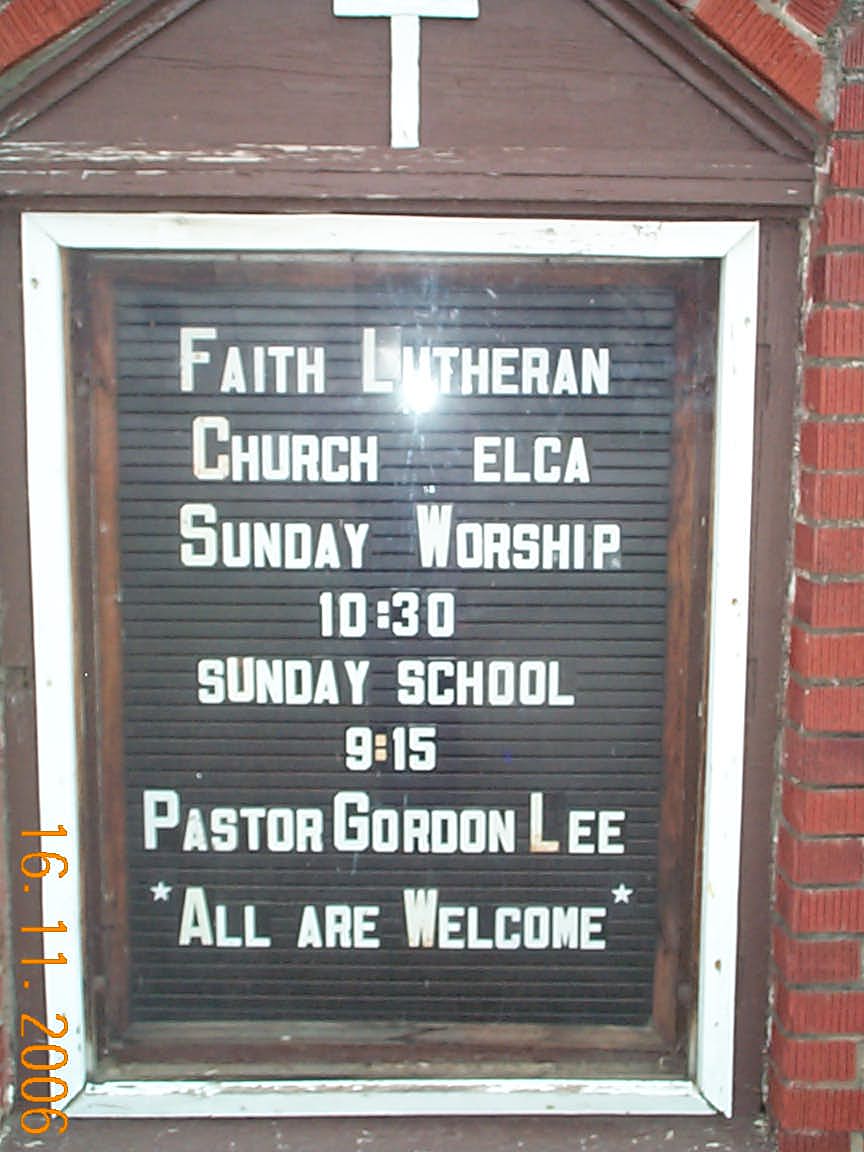 Faith Lutheran
Church ELCA
Sunday Worship
10:30
SUNDAY SCHOOL
9:15
Pastor Gordon Lee
*All are Welcome*
16.11.2006